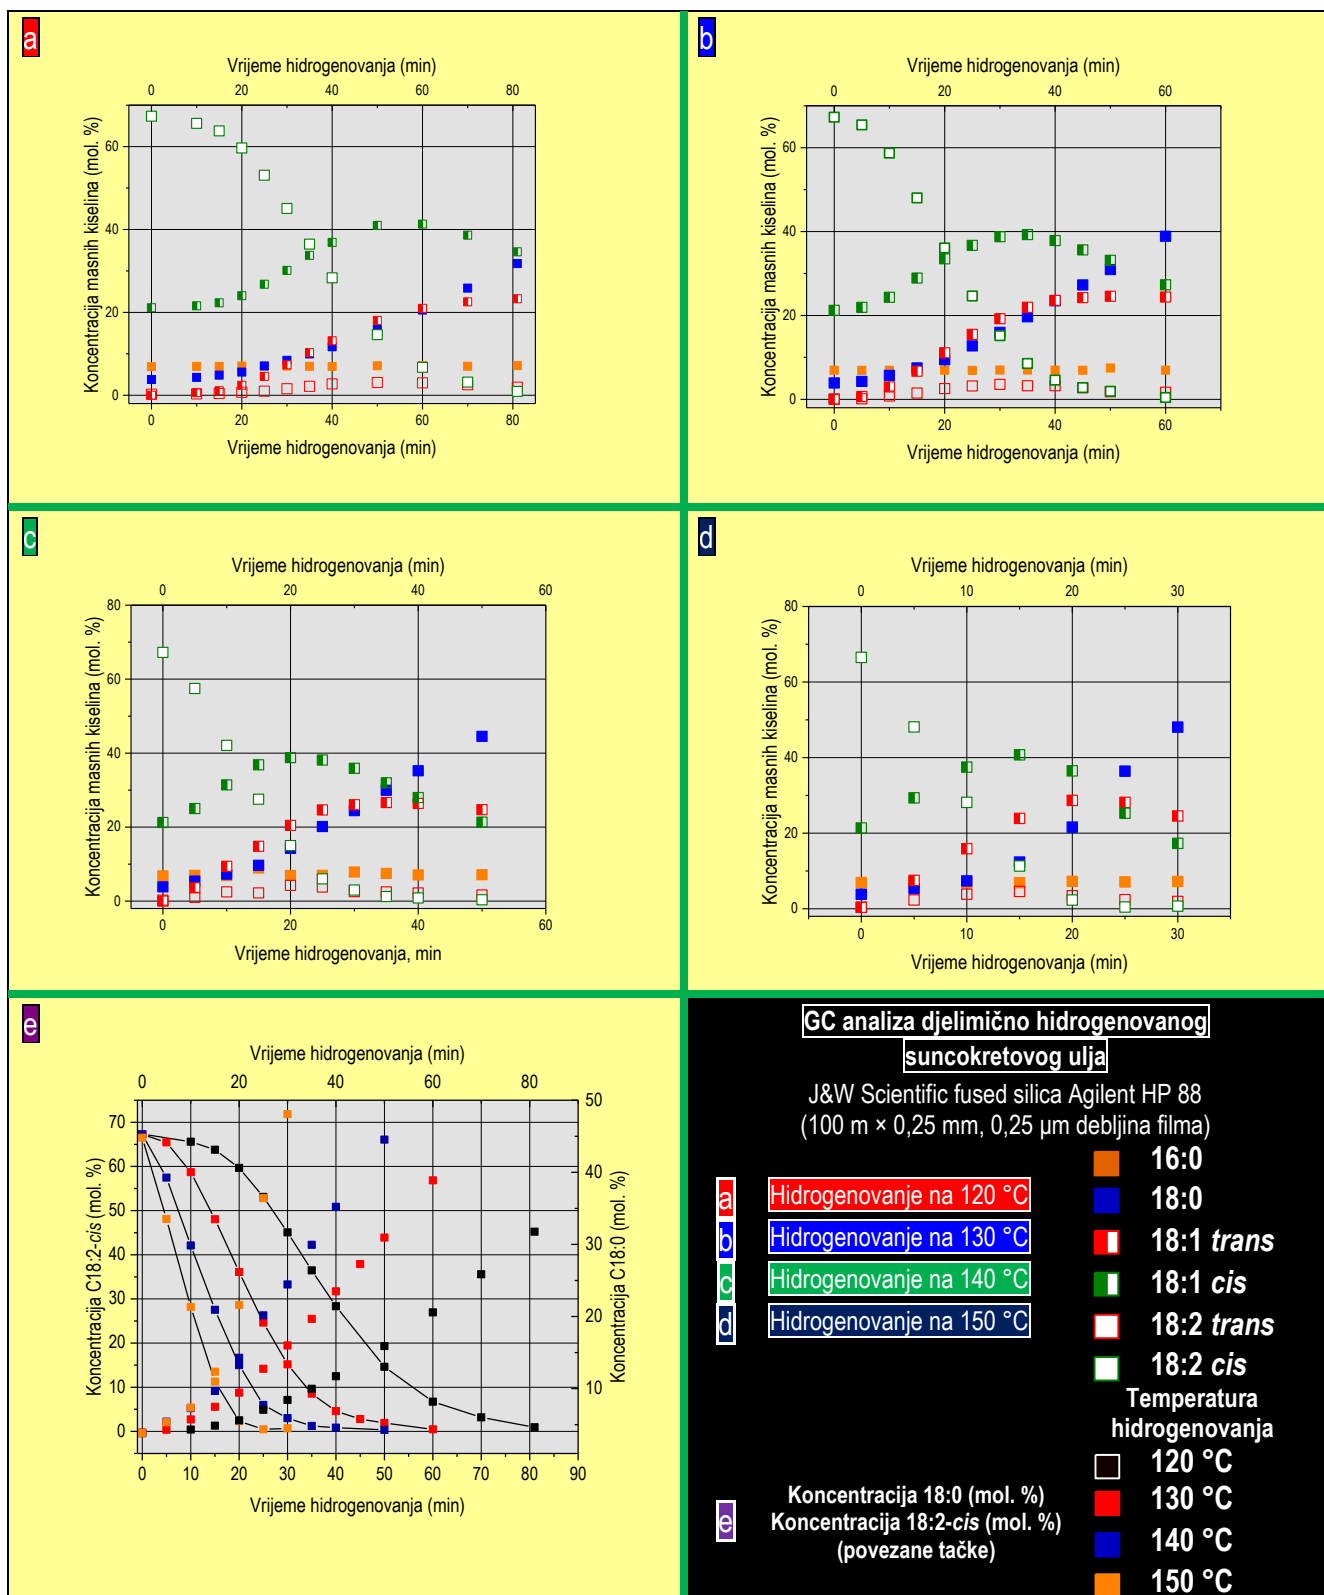 a
Vrijeme hidrogenovanja (min)
0 20 40 60 80
Koncentracija masnih kiselina (mol. %)
60
40
20
0
0 20 40 60 80
Vrijeme hidrogenovanja (min)
b
Vrijeme hidrogenovanja (min)
0 20 40 60
Koncentracija masnih kiselina (mol. %)
60
40
20
0
0 20 40 60
Vrijeme hidrogenovanja (min)
c
Vrijeme hidrogenovanja (min)
0 20 40 60
Koncentracija masnih kiselina (mol. %)
80
60
40
20
0
0 20 40 60
Vrijeme hidrogenovanja, min
d
Vrijeme hidrogenovanja (min)
0 10 20 30
Koncentracija masnih kiselina (mol. %)
80
60
40
20
0
0 10 20 30
Vrijeme hidrogenovanja (min)
e
Vrijeme hidrogenovanja (min)
0 20 40 60 80
Koncentracija C18:2-cis (mol. %)
70
60
50
40
30
20
10
0
50
40
30
20
10
Koncentracija C18:0 (mol. %)
0 10 20 30 40 50 60 70 80 90
Vrijeme hidrogenovanja (min)
GC analiza djelimično hidrogenovanog
suncokretovog ulja
J&W Scientific fused silica Agilent HP 88
(100 m × 0,25 mm, 0,25 µm debljina filma)
a Hidrogenovanje na 120 °C
b Hidrogenovanje na 130 °C
c Hidrogenovanje na 140 °C
d Hidrogenovanje na 150 °C
16:0
18:0
18:1 trans
18:1 cis
18:2 trans
18:2 cis
Temperatura
hidrogenovanja
120 °C
130 °C
140 °C
150 °C
e
Koncentracija 18:0 (mol. %)
Koncentracija 18:2-cis (mol. %)
(povezane tačke)